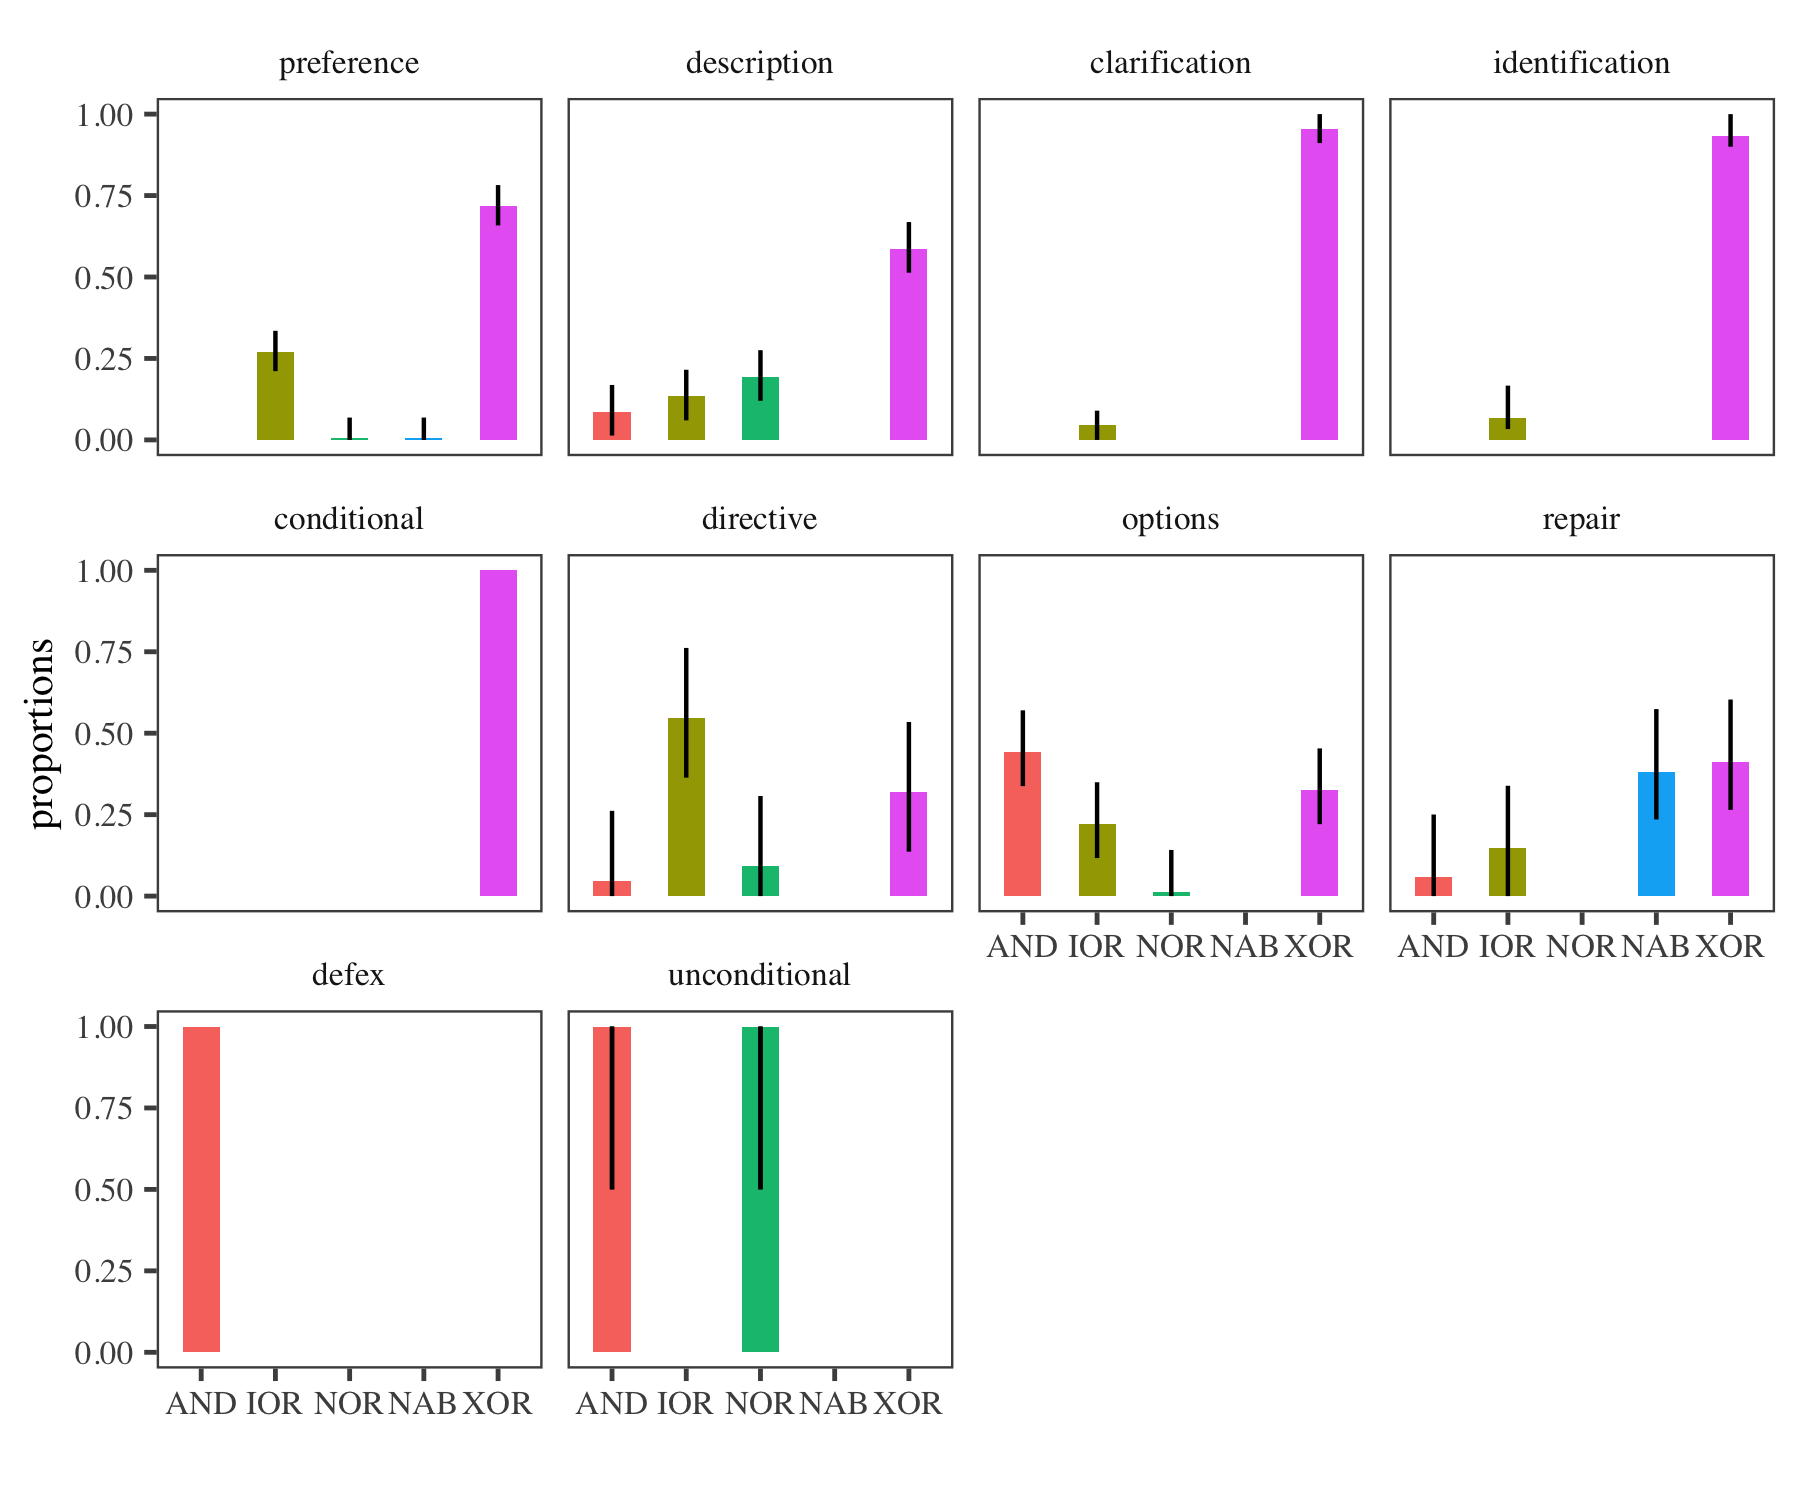 preference description clarification identification
1.00
0.75
0.50
0.25
0.00
conditional directive options repair
proportions
1.00
0.75
0.50
0.25
0.00
AND IOR NOR NAB XOR AND IOR NOR NAB XOR
defex unconditional
1.00
0.75
0.50
0.25
0.00
AND IOR NOR NAB XOR AND IOR NOR NAB XOR